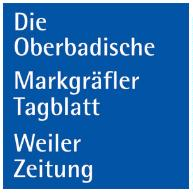 Die
Oberbadische
Markgräfler
Tagblatt
Weiler
Zeitung